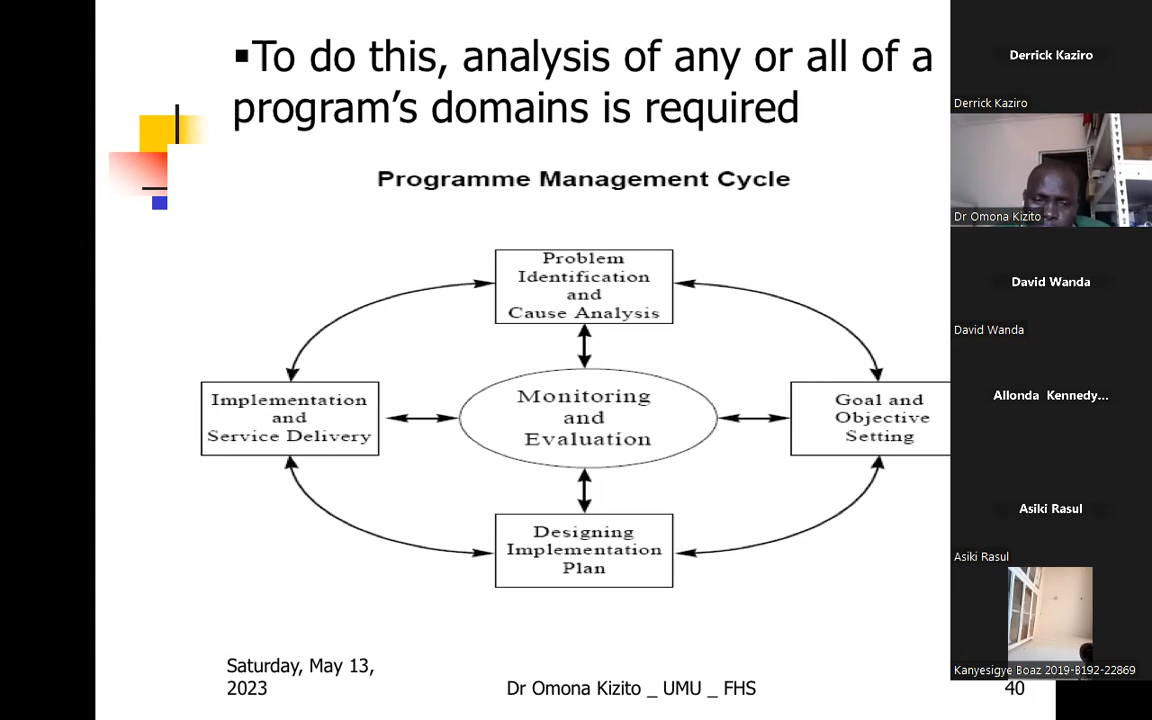 ▪To do this, analysis of any or all of a
program’s domains is required
Programme Management Cycle
Problem
Identification
and
Cause Analysis
Implementation
and
Service Delivery
Monitoring
and
Evaluation
Goal and
Objective
Setting
Designing
Implementation
Plan
Saturday, May 13,
2023
Dr Omona Kizito _ UMU _ FHS
40
Derrick Kaziro
Derrick Kaziro
Dr Omona Kizito
David Wanda
David Wanda
Allonda Kennedy...
Asiki Rasul
Asiki Rasul
Kanyesigye Boaz 2019-B192-22869